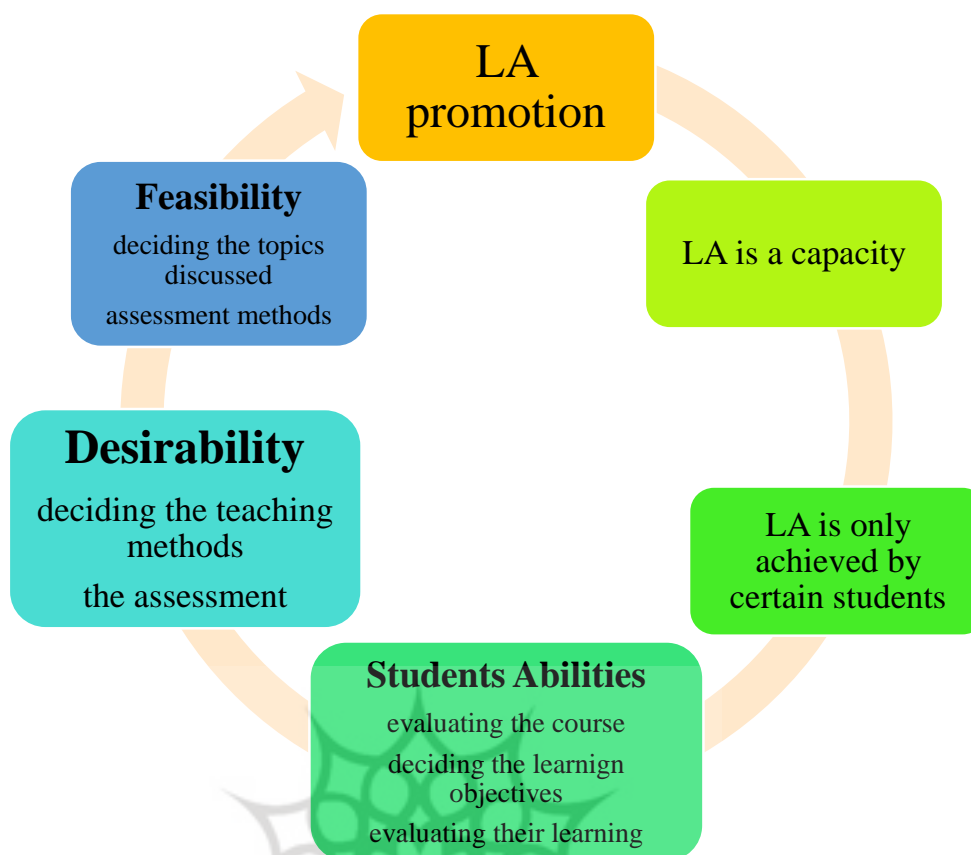 LA
promotion
LA is a capacity
LA is only
achieved by
certain students
Students Abilities
evaluating the course
deciding the learnign
objectives
evaluating their learning
Desirability
deciding the teaching
methods
the assessment
Feasibility
deciding the topics
discussed
assessment methods